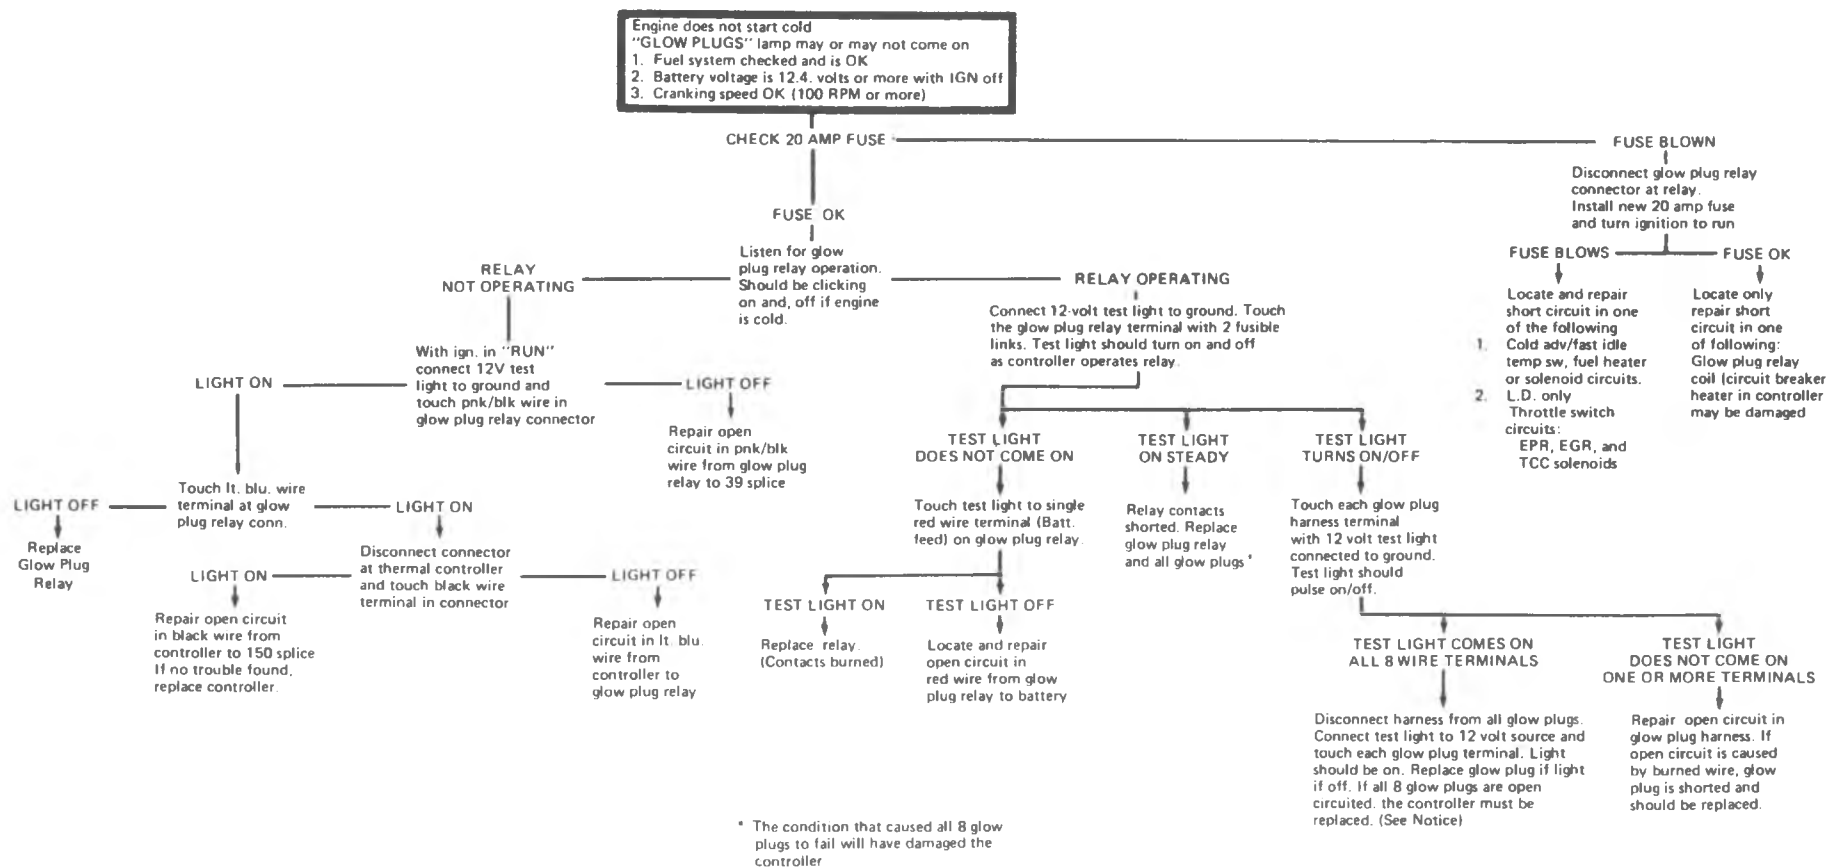 Engine does not start cold
"GLOW PLUGS" lamp may or may not come on
1. Fuel system checked and is OK
2. Battery voltage is 12.4. volts or more with IGN off
3. Cranking speed OK (100 RPM or more)
CHECK 20 AMP FUSE
FUSE BLOWN
Disconnect glow plug relay
connector at relay.
Install new 20 amp fuse
and turn ignition to run
FUSE BLOWS
FUSE OK
Locate and repair
short circuit in one
of the following
1. Cold adv/fast idle
temp sw, fuel heater
or solenoid circuits.
2. L.D. only
Throttle switch
circuits:
EPR, EGR, and
TCC solenoids
Locate only
repair short
circuit in one
of following:
Glow plug relay
coil (circuit breaker
heater in controller
may be damaged
FUSE OK
Listen for glow
plug relay operation.
Should be clicking
on and, off if engine
is cold.
RELAY
NOT OPERATING
RELAY OPERATING
With ign. in "RUN"
connect 12V test
light to ground and
touch pnk/blk wire in
glow plug relay connector
LIGHT ON
LIGHT OFF
Repair open
circuit in pnk/blk
wire from glow plug
relay to 39 splice
Touch lt. blu. wire
terminal at glow
plug relay conn.
LIGHT OFF
LIGHT ON
Replace
Glow Plug
Relay
Disconnect connector
at thermal controller
and touch black wire
terminal in connector
LIGHT ON
LIGHT OFF
Repair open circuit
in black wire from
controller to 150 splice
If no trouble found,
replace controller.
Repair open
circuit in lt. blu.
wire from
controller to
glow plug relay
Connect 12-volt test light to ground. Touch
the glow plug relay terminal with 2 fusible
links. Test light should turn on and off
as controller operates relay.
TEST LIGHT
DOES NOT COME ON
TEST LIGHT
ON STEADY
TEST LIGHT
TURNS ON/OFF
Touch test light to single
red wire terminal (Batt.
feed) on glow plug relay.
Relay contacts
shorted. Replace
glow plug relay
and all glow plugs *
Touch each glow plug
harness terminal
with 12 volt test light
connected to ground.
Test light should
pulse on/off.
TEST LIGHT ON
TEST LIGHT OFF
Replace relay.
(Contacts burned)
Locate and repair
open circuit in
red wire from glow
plug relay to battery
TEST LIGHT COMES ON
ALL 8 WIRE TERMINALS
TEST LIGHT
DOES NOT COME ON
ONE OR MORE TERMINALS
Disconnect harness from all glow plugs.
Connect test light to 12 volt source and
touch each glow plug terminal. Light
should be on. Replace glow plug if light
if off. If all 8 glow plugs are open
circuited. the controller must be
replaced. (See Notice)
Repair open circuit in
glow plug harness. If
open circuit is caused
by burned wire, glow
plug is shorted and
should be replaced.
* The condition that caused all 8 glow
plugs to fail will have damaged the
controller